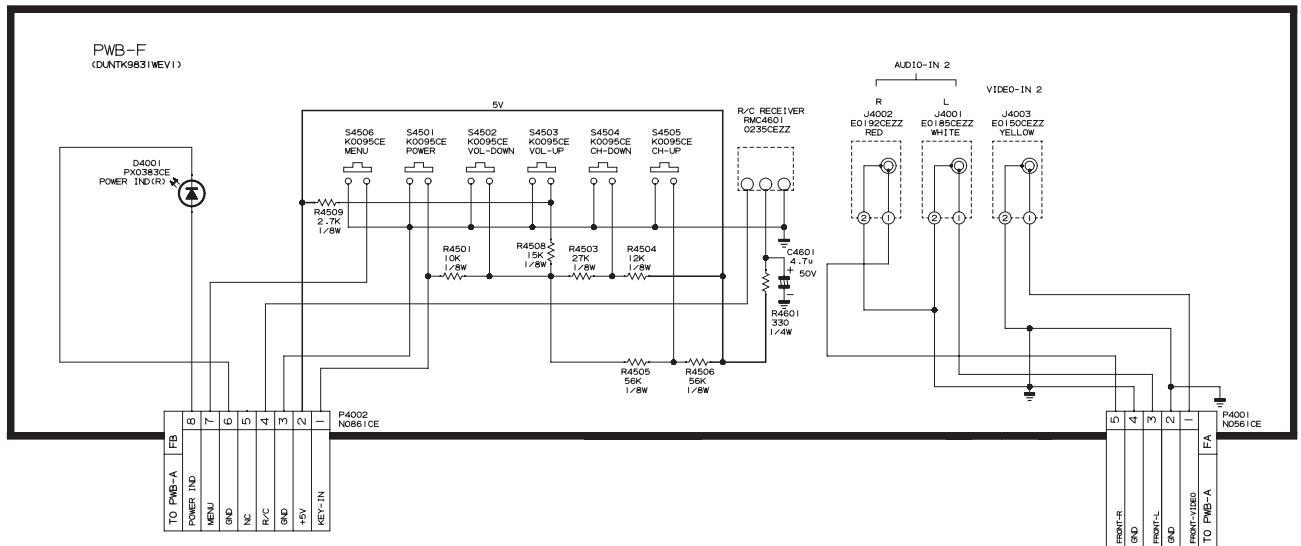 PWB-F
(DUNTK9831WEV1)
AUDIO-IN 2
VIDEO-IN 2
5V
R
J4002
E0192CEZZ
RED
L
J4001
E0185CEZZ
WHITE
J4003
E0150CEZZ
YELLOW
R/C RECEIVER
RMC4601
0235CEZZ
S4506
K0095CE
MENU
S4501
K0095CE
POWER
S4502
K0095CE
VOL-DOWN
S4503
K0095CE
VOL-UP
S4504
K0095CE
CH-DOWN
S4505
K0095CE
CH-UP
D4001
PX0383CE
POWER IND(R)
R4509
2.7K
1/8W
2
1
2
1
2
1
R4501
10K
1/8W
R4508
15K
1/8W
R4503
27K
1/8W
R4504
12K
1/8W
C4601
4.7u
+
50V
-
R4601
330
1/4W
R4505
56K
1/8W
R4506
56K
1/8W
P4002
N0861CE
FB
8
7
6
5
4
3
2
1
TO PWB-A
POWER IND
MENU
GND
NC
R/C
GND
+5V
KEY-IN
P4001
N0561CE
5
4
3
2
1
FA
FRONT-R
GND
FRONT-L
GND
FRONT-VIDEO
TO PWB-A